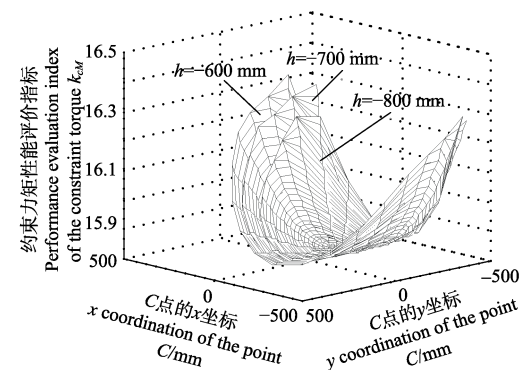 约束力矩性能评价指标
Performance evaluation index
of the constraint torque k_cM
16.5
16.3
16.1
15.9
500
h=−600 mm
h=−700 mm
h=−800 mm
0
−500
C点的x坐标
x coordination of the point
C/mm
500
0
−500
C点的y坐标
y coordination of the point
C/mm